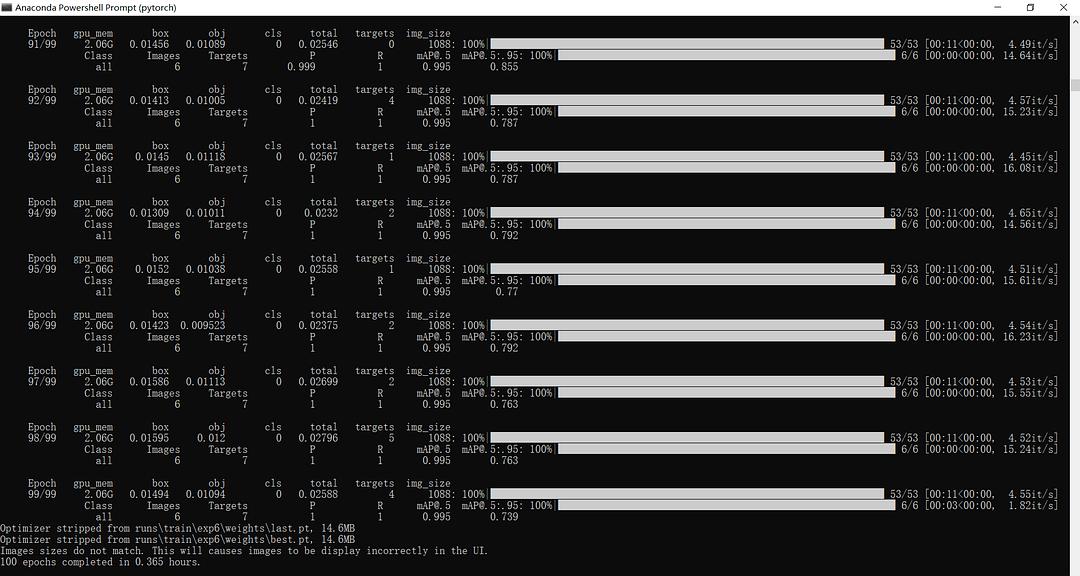 Anaconda Powershell Prompt (pytorch)
Epoch gpu_mem box obj cls total targets img_size
91/99 2.06G 0.01456 0.01089 0 0.02546 0 1088: 100%| 53/53 [00:11<00:00, 4.49it/s]
Class Images Targets P R mAP@.5 mAP@.5:.95: 100%| 6/6 [00:00<00:00, 14.64it/s]
all 6 7 0.999 1 0.995 0.855
Epoch gpu_mem box obj cls total targets img_size
92/99 2.06G 0.01413 0.01005 0 0.02419 4 1088: 100%| 53/53 [00:11<00:00, 4.57it/s]
Class Images Targets P R mAP@.5 mAP@.5:.95: 100%| 6/6 [00:00<00:00, 15.23it/s]
all 6 7 1 1 0.995 0.787
Epoch gpu_mem box obj cls total targets img_size
93/99 2.06G 0.0145 0.01118 0 0.02567 1 1088: 100%| 53/53 [00:11<00:00, 4.45it/s]
Class Images Targets P R mAP@.5 mAP@.5:.95: 100%| 6/6 [00:00<00:00, 16.08it/s]
all 6 7 1 1 0.995 0.787
Epoch gpu_mem box obj cls total targets img_size
94/99 2.06G 0.01309 0.01011 0 0.0232 2 1088: 100%| 53/53 [00:11<00:00, 4.65it/s]
Class Images Targets P R mAP@.5 mAP@.5:.95: 100%| 6/6 [00:00<00:00, 14.56it/s]
all 6 7 1 1 0.995 0.792
Epoch gpu_mem box obj cls total targets img_size
95/99 2.06G 0.0152 0.01038 0 0.02558 1 1088: 100%| 53/53 [00:11<00:00, 4.51it/s]
Class Images Targets P R mAP@.5 mAP@.5:.95: 100%| 6/6 [00:00<00:00, 15.61it/s]
all 6 7 1 1 0.995 0.77
Epoch gpu_mem box obj cls total targets img_size
96/99 2.06G 0.01423 0.009523 0 0.02375 2 1088: 100%| 53/53 [00:11<00:00, 4.54it/s]
Class Images Targets P R mAP@.5 mAP@.5:.95: 100%| 6/6 [00:00<00:00, 16.23it/s]
all 6 7 1 1 0.995 0.792
Epoch gpu_mem box obj cls total targets img_size
97/99 2.06G 0.01586 0.01113 0 0.02699 2 1088: 100%| 53/53 [00:11<00:00, 4.53it/s]
Class Images Targets P R mAP@.5 mAP@.5:.95: 100%| 6/6 [00:00<00:00, 15.55it/s]
all 6 7 1 1 0.995 0.763
Epoch gpu_mem box obj cls total targets img_size
98/99 2.06G 0.01595 0.012 0 0.02796 5 1088: 100%| 53/53 [00:11<00:00, 4.52it/s]
Class Images Targets P R mAP@.5 mAP@.5:.95: 100%| 6/6 [00:00<00:00, 15.24it/s]
all 6 7 1 1 0.995 0.763
Epoch gpu_mem box obj cls total targets img_size
99/99 2.06G 0.01494 0.01094 0 0.02588 4 1088: 100%| 53/53 [00:11<00:00, 4.55it/s]
Class Images Targets P R mAP@.5 mAP@.5:.95: 100%| 6/6 [00:03<00:00, 1.82it/s]
all 6 7 1 1 0.995 0.739
Optimizer stripped from runs\train\exp6\weights\last.pt, 14.6MB
Optimizer stripped from runs\train\exp6\weights\best.pt, 14.6MB
Images sizes do not match. This will causes images to be display incorrectly in the UI.
100 epochs completed in 0.365 hours.